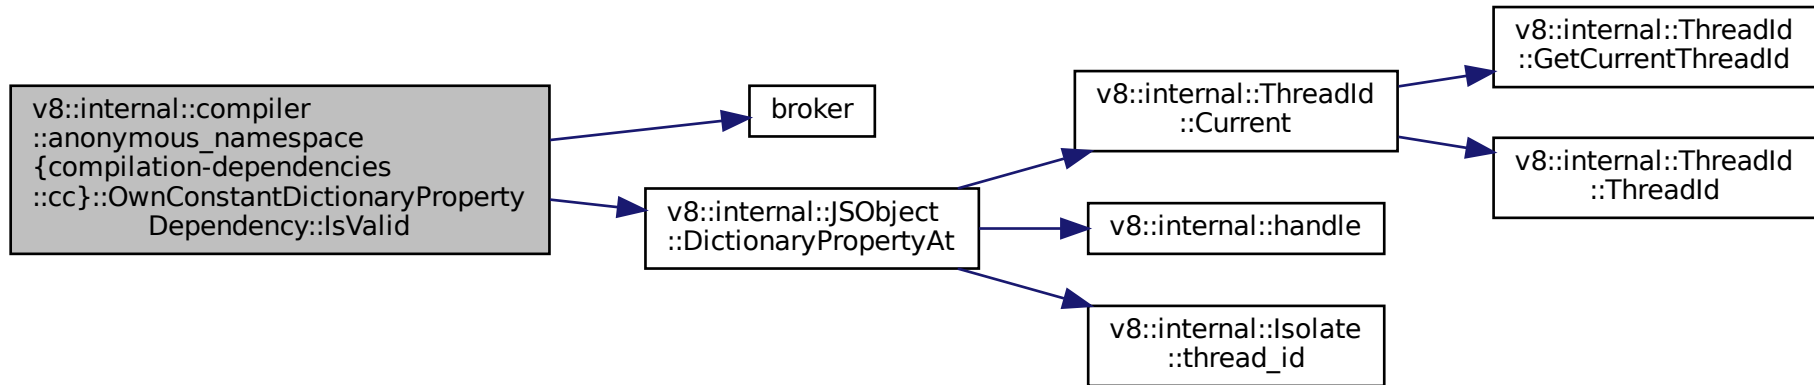 v8::internal::compiler
::anonymous_namespace
{compilation-dependencies
::cc}::OwnConstantDictionaryProperty
Dependency::IsValid
broker
v8::internal::JSObject
::DictionaryPropertyAt
v8::internal::ThreadId
::Current
v8::internal::handle
v8::internal::Isolate
::thread_id
v8::internal::ThreadId
::GetCurrentThreadId
v8::internal::ThreadId
::ThreadId